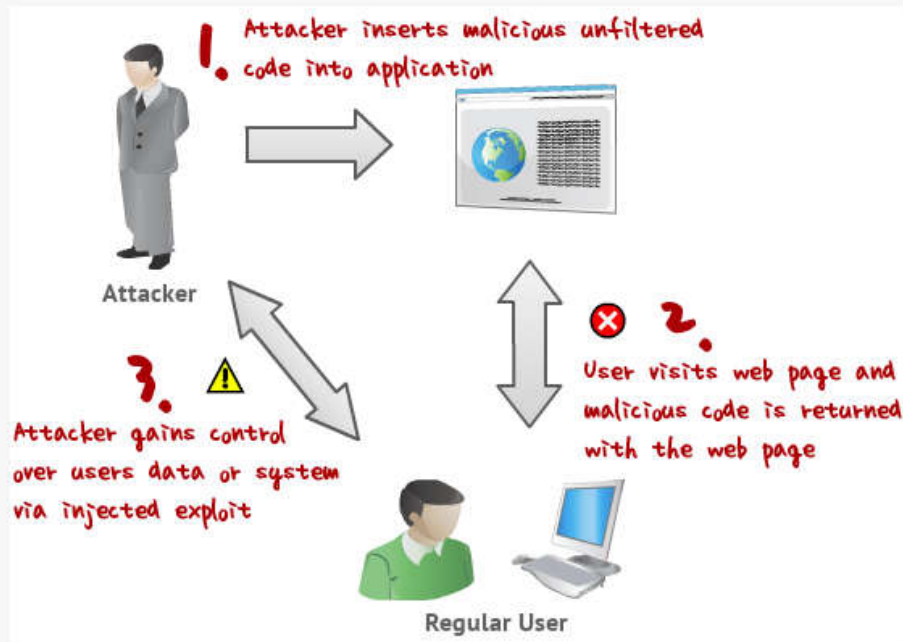 1. Attacker inserts malicious unfiltered
code into application
Attacker
2.
User visits web page and
malicious code is returned
with the web page
3.
Attacker gains control
over users data or system
via injected exploit
Regular User